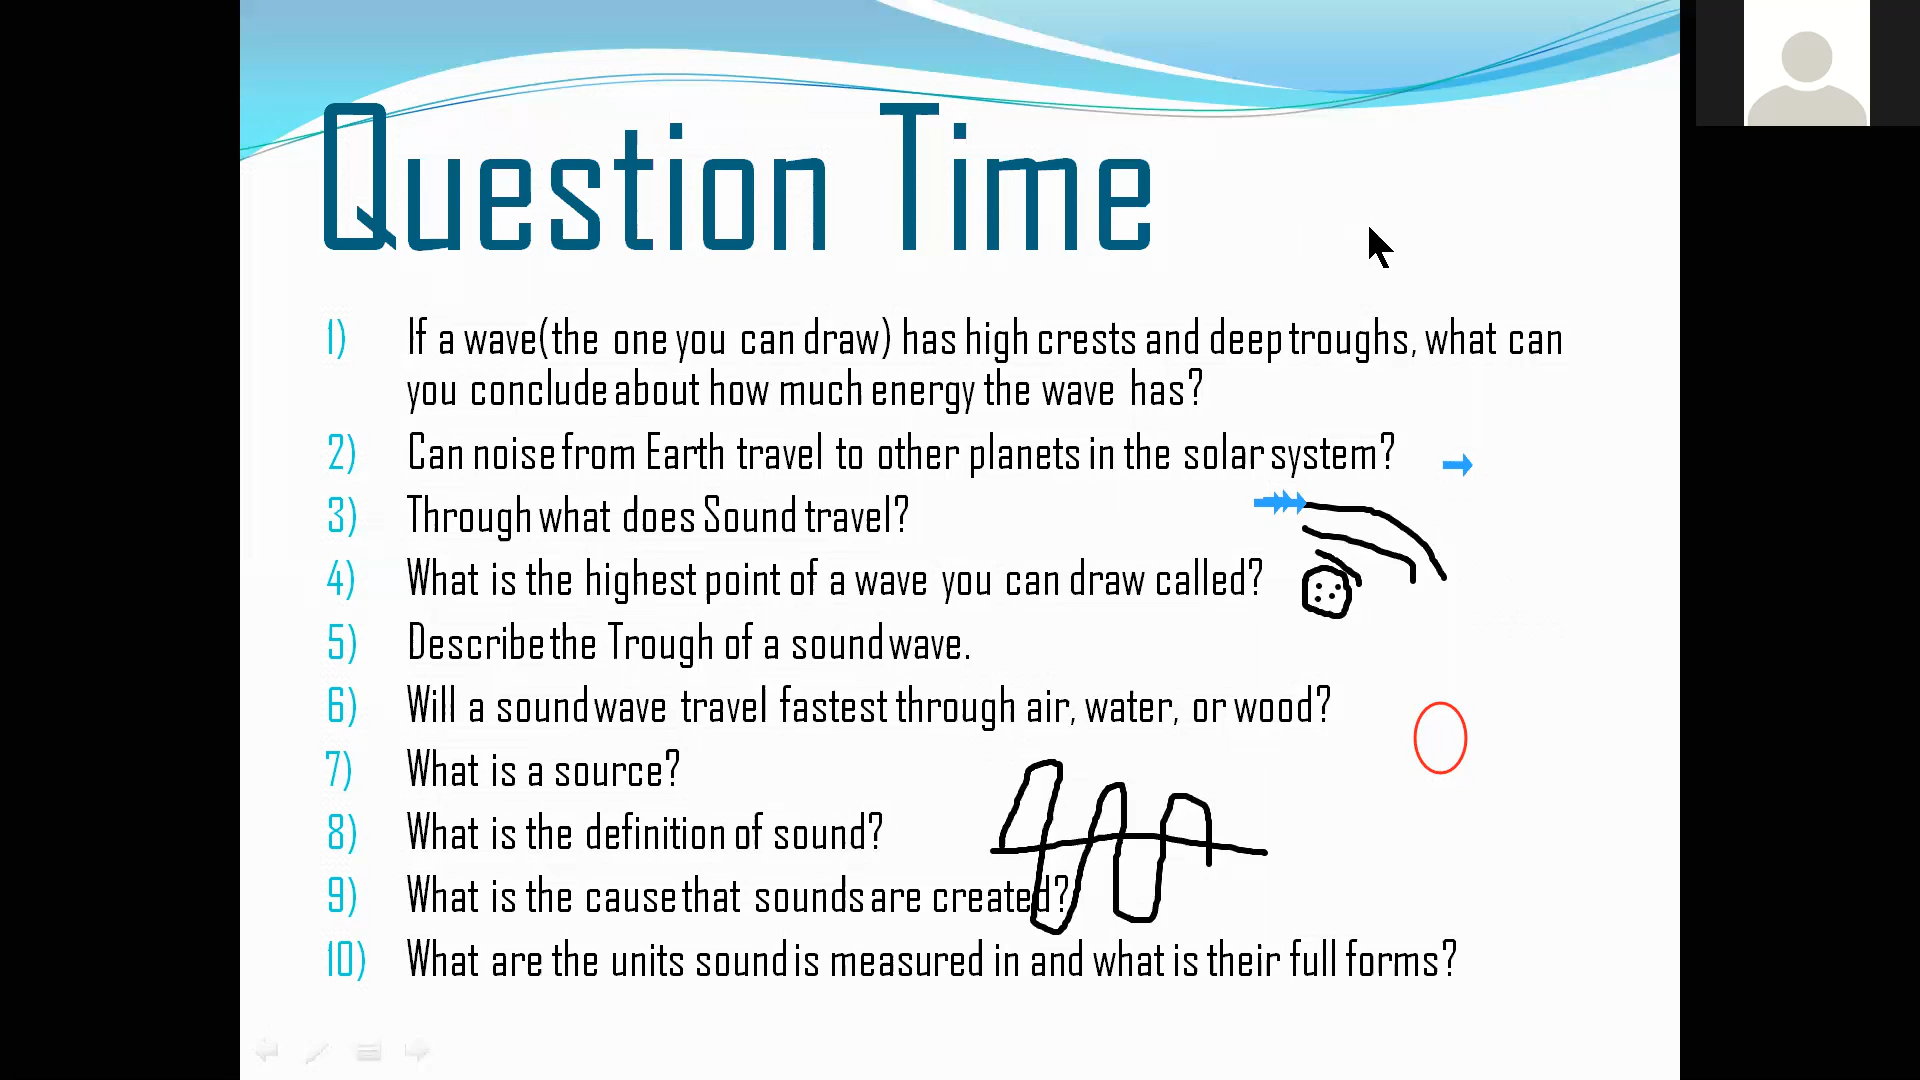 Question Time
1) If a wave(the one you can draw) has high crests and deep troughs, what can
you conclude about how much energy the wave has?
2) Can noise from Earth travel to other planets in the solar system?
3) Through what does Sound travel?
4) What is the highest point of a wave you can draw called?
5) Describe the Trough of a sound wave.
6) Will a sound wave travel fastest through air, water, or wood?
7) What is a source?
8) What is the definition of sound?
9) What is the cause that sounds are created?
10) What are the units sound is measured in and what is their full forms?